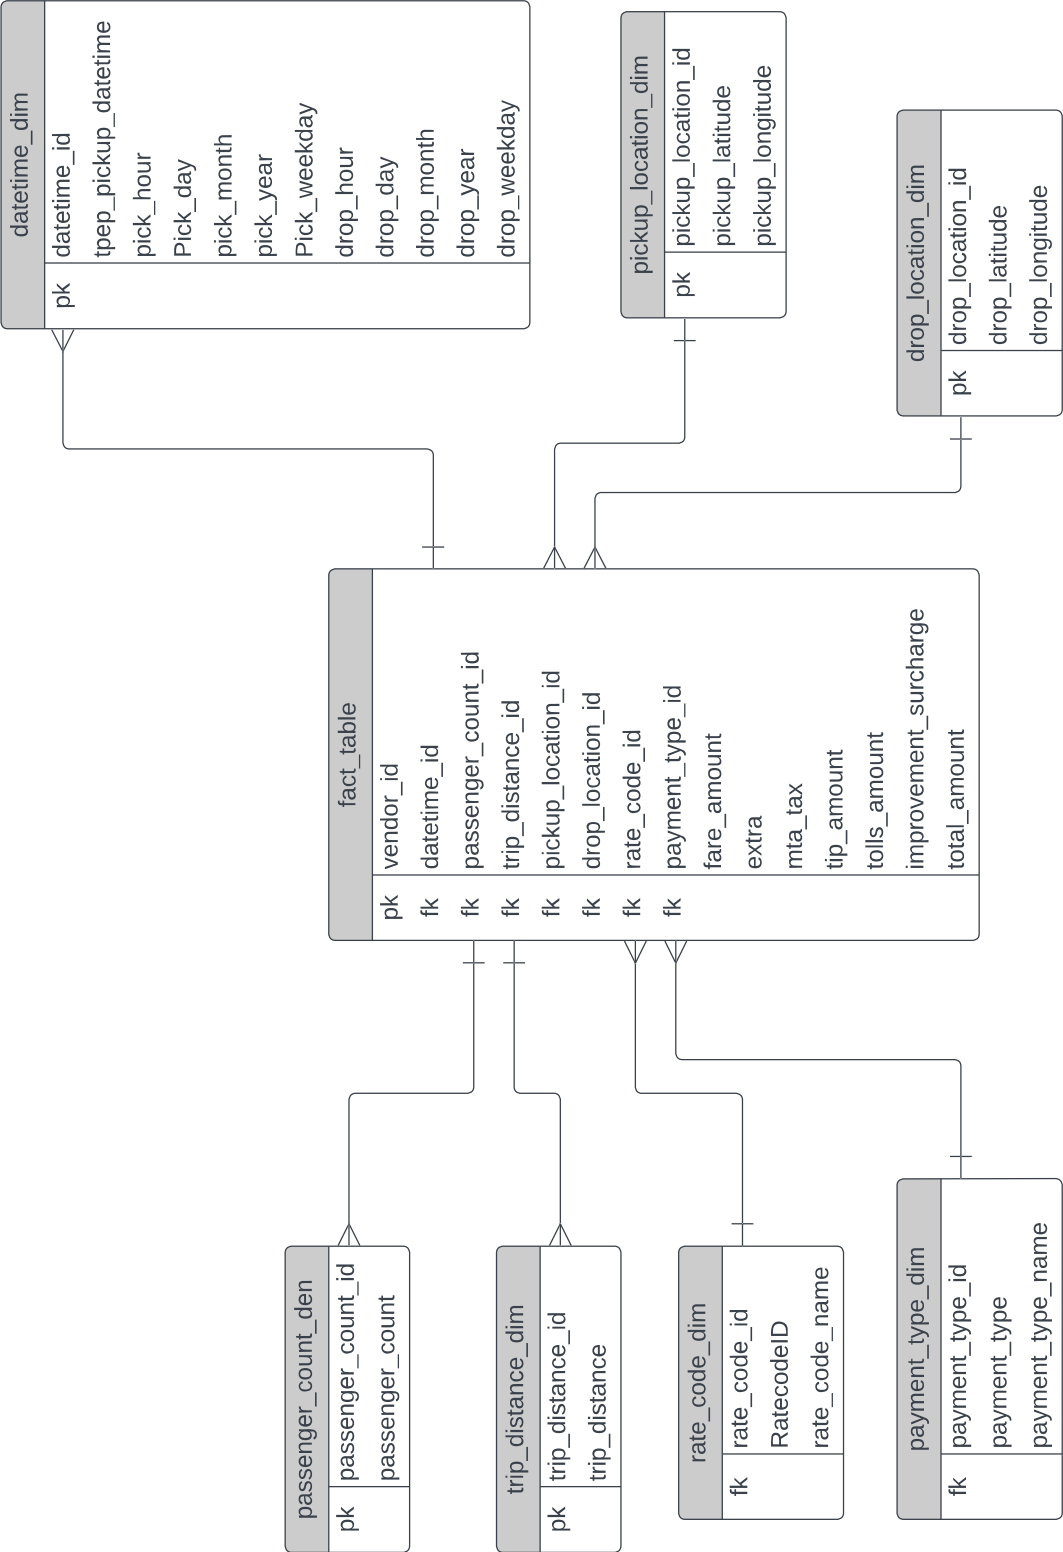 passenger_count_den
pk passenger_count_id
passenger_count
trip_distance_dim
pk trip_distance_id
trip_distance
rate_code_dim
fk rate_code_id
RatecodeID
rate_code_name
payment_type_dim
fk payment_type_id
payment_type
payment_type_name
fact_table
pk vendor_id
fk datetime_id
fk passenger_count_id
fk trip_distance_id
fk pickup_location_id
fk drop_location_id
fk rate_code_id
fk payment_type_id
fare_amount
extra
mta_tax
tip_amount
tolls_amount
improvement_surcharge
total_amount
datetime_dim
pk datetime_id
tpep_pickup_datetime
pick_hour
Pick_day
pick_month
pick_year
Pick_weekday
drop_hour
drop_day
drop_month
drop_year
drop_weekday
pickup_location_dim
pk pickup_location_id
pickup_latitude
pickup_longitude
drop_location_dim
pk drop_location_id
drop_latitude
drop_longitude